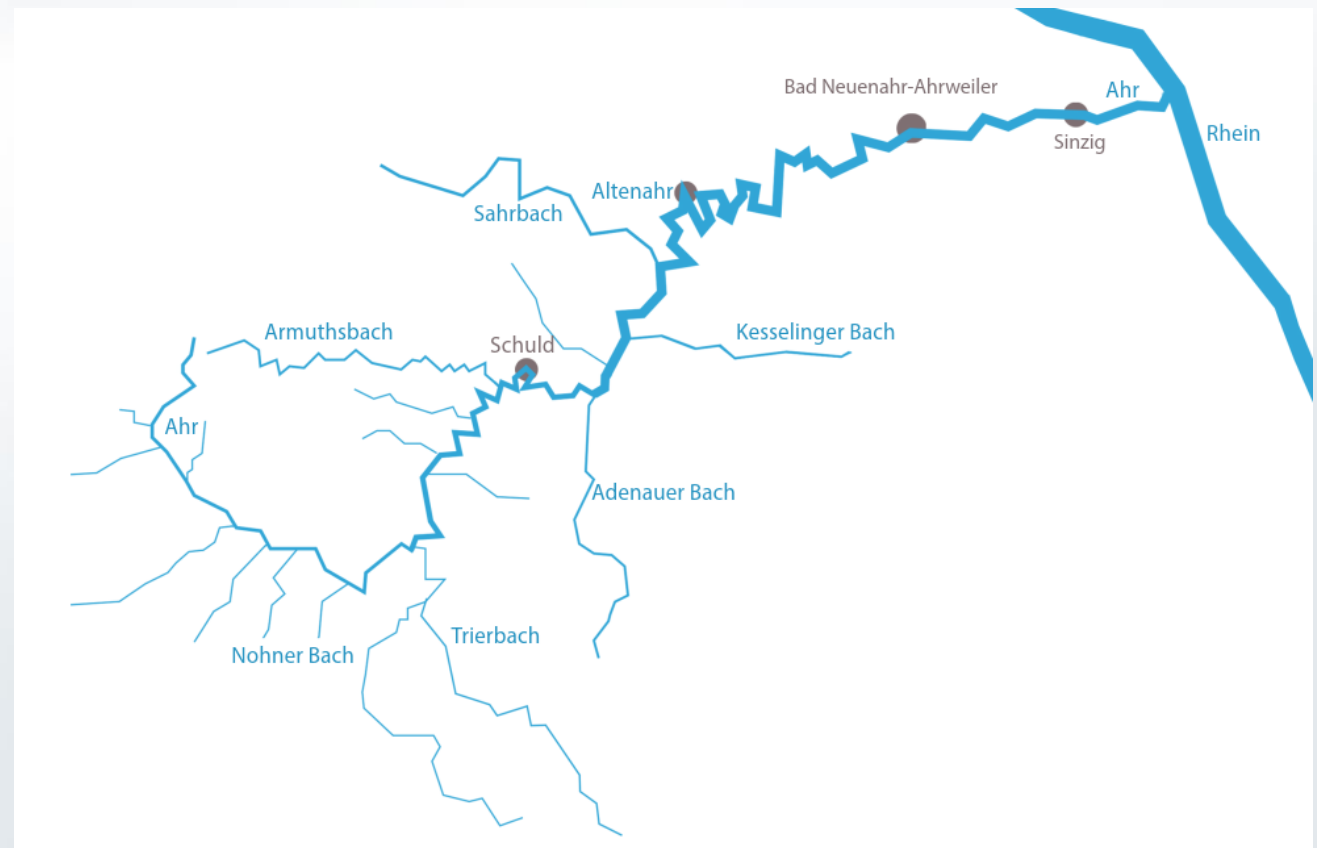 Bad Neuenahr-Ahrweiler
Ahr
Rhein
Sinzig
Altenahr
Sahrbach
Armuthsbach
Schuld
Kesselinger Bach
Ahr
Adenauer Bach
Trierbach
Nohner Bach